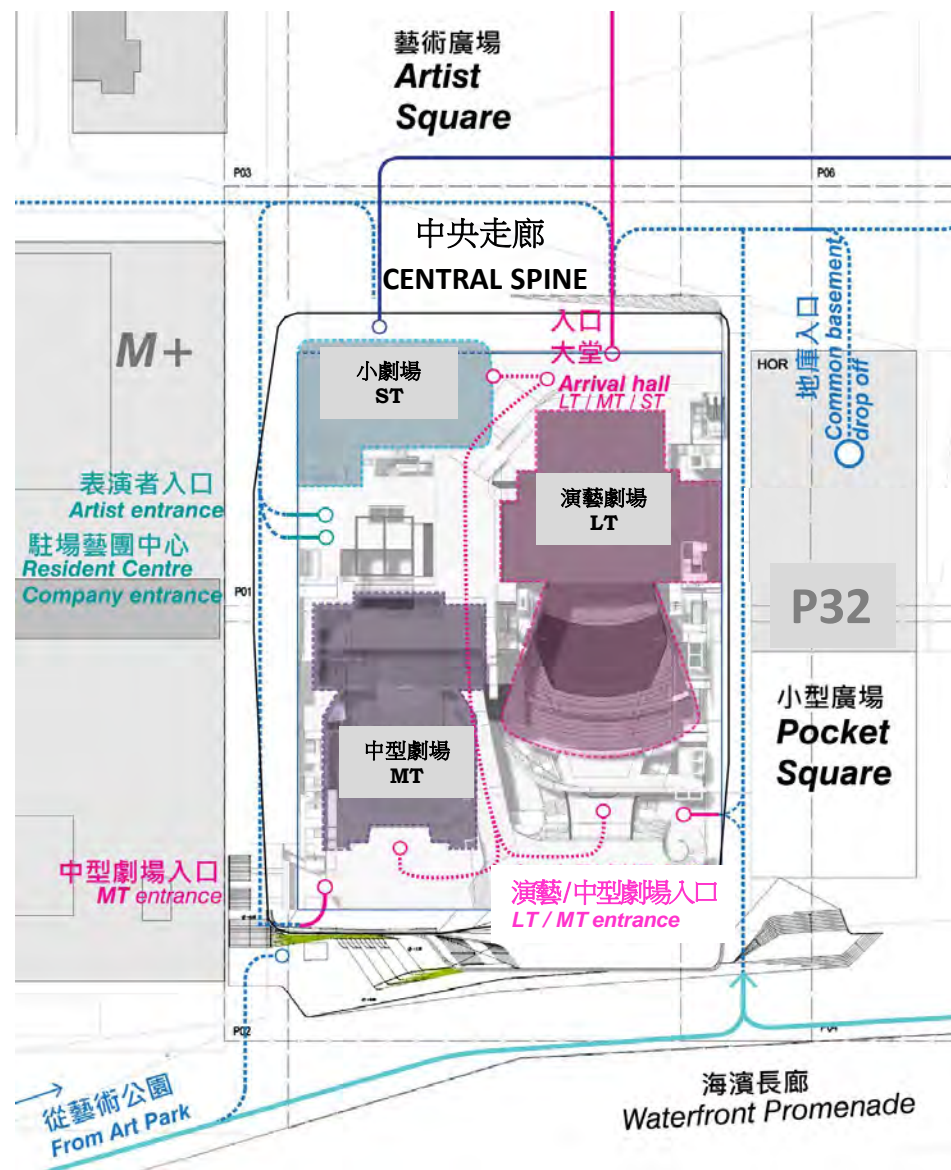 藝術廣場
Artist
Square
P03
P06
中央走廊
CENTRAL SPINE
M+
入口
大堂
Arrival hall
LT / MT / ST
小劇場
ST
HOR
地庫入口
Common basement
drop off
演藝劇場
LT
表演者入口
Artist entrance
駐場藝團中心
Resident Centre
Company entrance
P01
P32
小型廣場
Pocket
Square
中型劇場
MT
中型劇場入口
MT entrance
演藝/中型劇場入口
LT / MT entrance
P02
P04
從藝術公園
From Art Park
海濱長廊
Waterfront Promenade